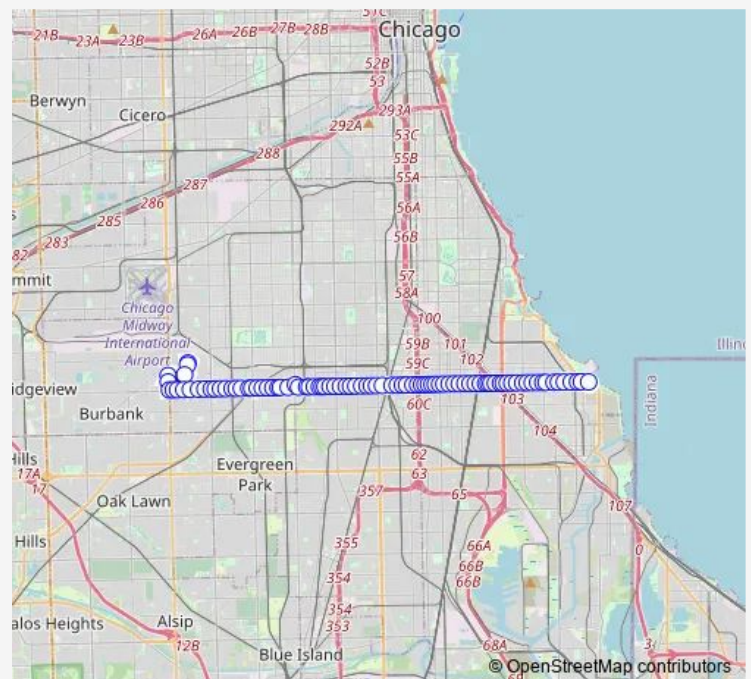 51C
Chicago
21B
23A
23B
26A
26B
27B
28B
52B
53
Berwyn
Cicero
292A
293A
53C
288
55B
55A
287
286
285
56A
56B
283
82
mmit
57
58A
Chicago
Midway
International
Airport
100
59B
101
59C
102
Illino
Indiana
idgeview
Burbank
60C
103
104
62
63
Evergreen
Park
Hills
17A
17
Oak Lawn
357
65
107
Hills
355
66A
66B
66B
0
354
354
353
alos Heights
Alsip
12B
Blue Island
68A
3
© OpenStreetMap contributors